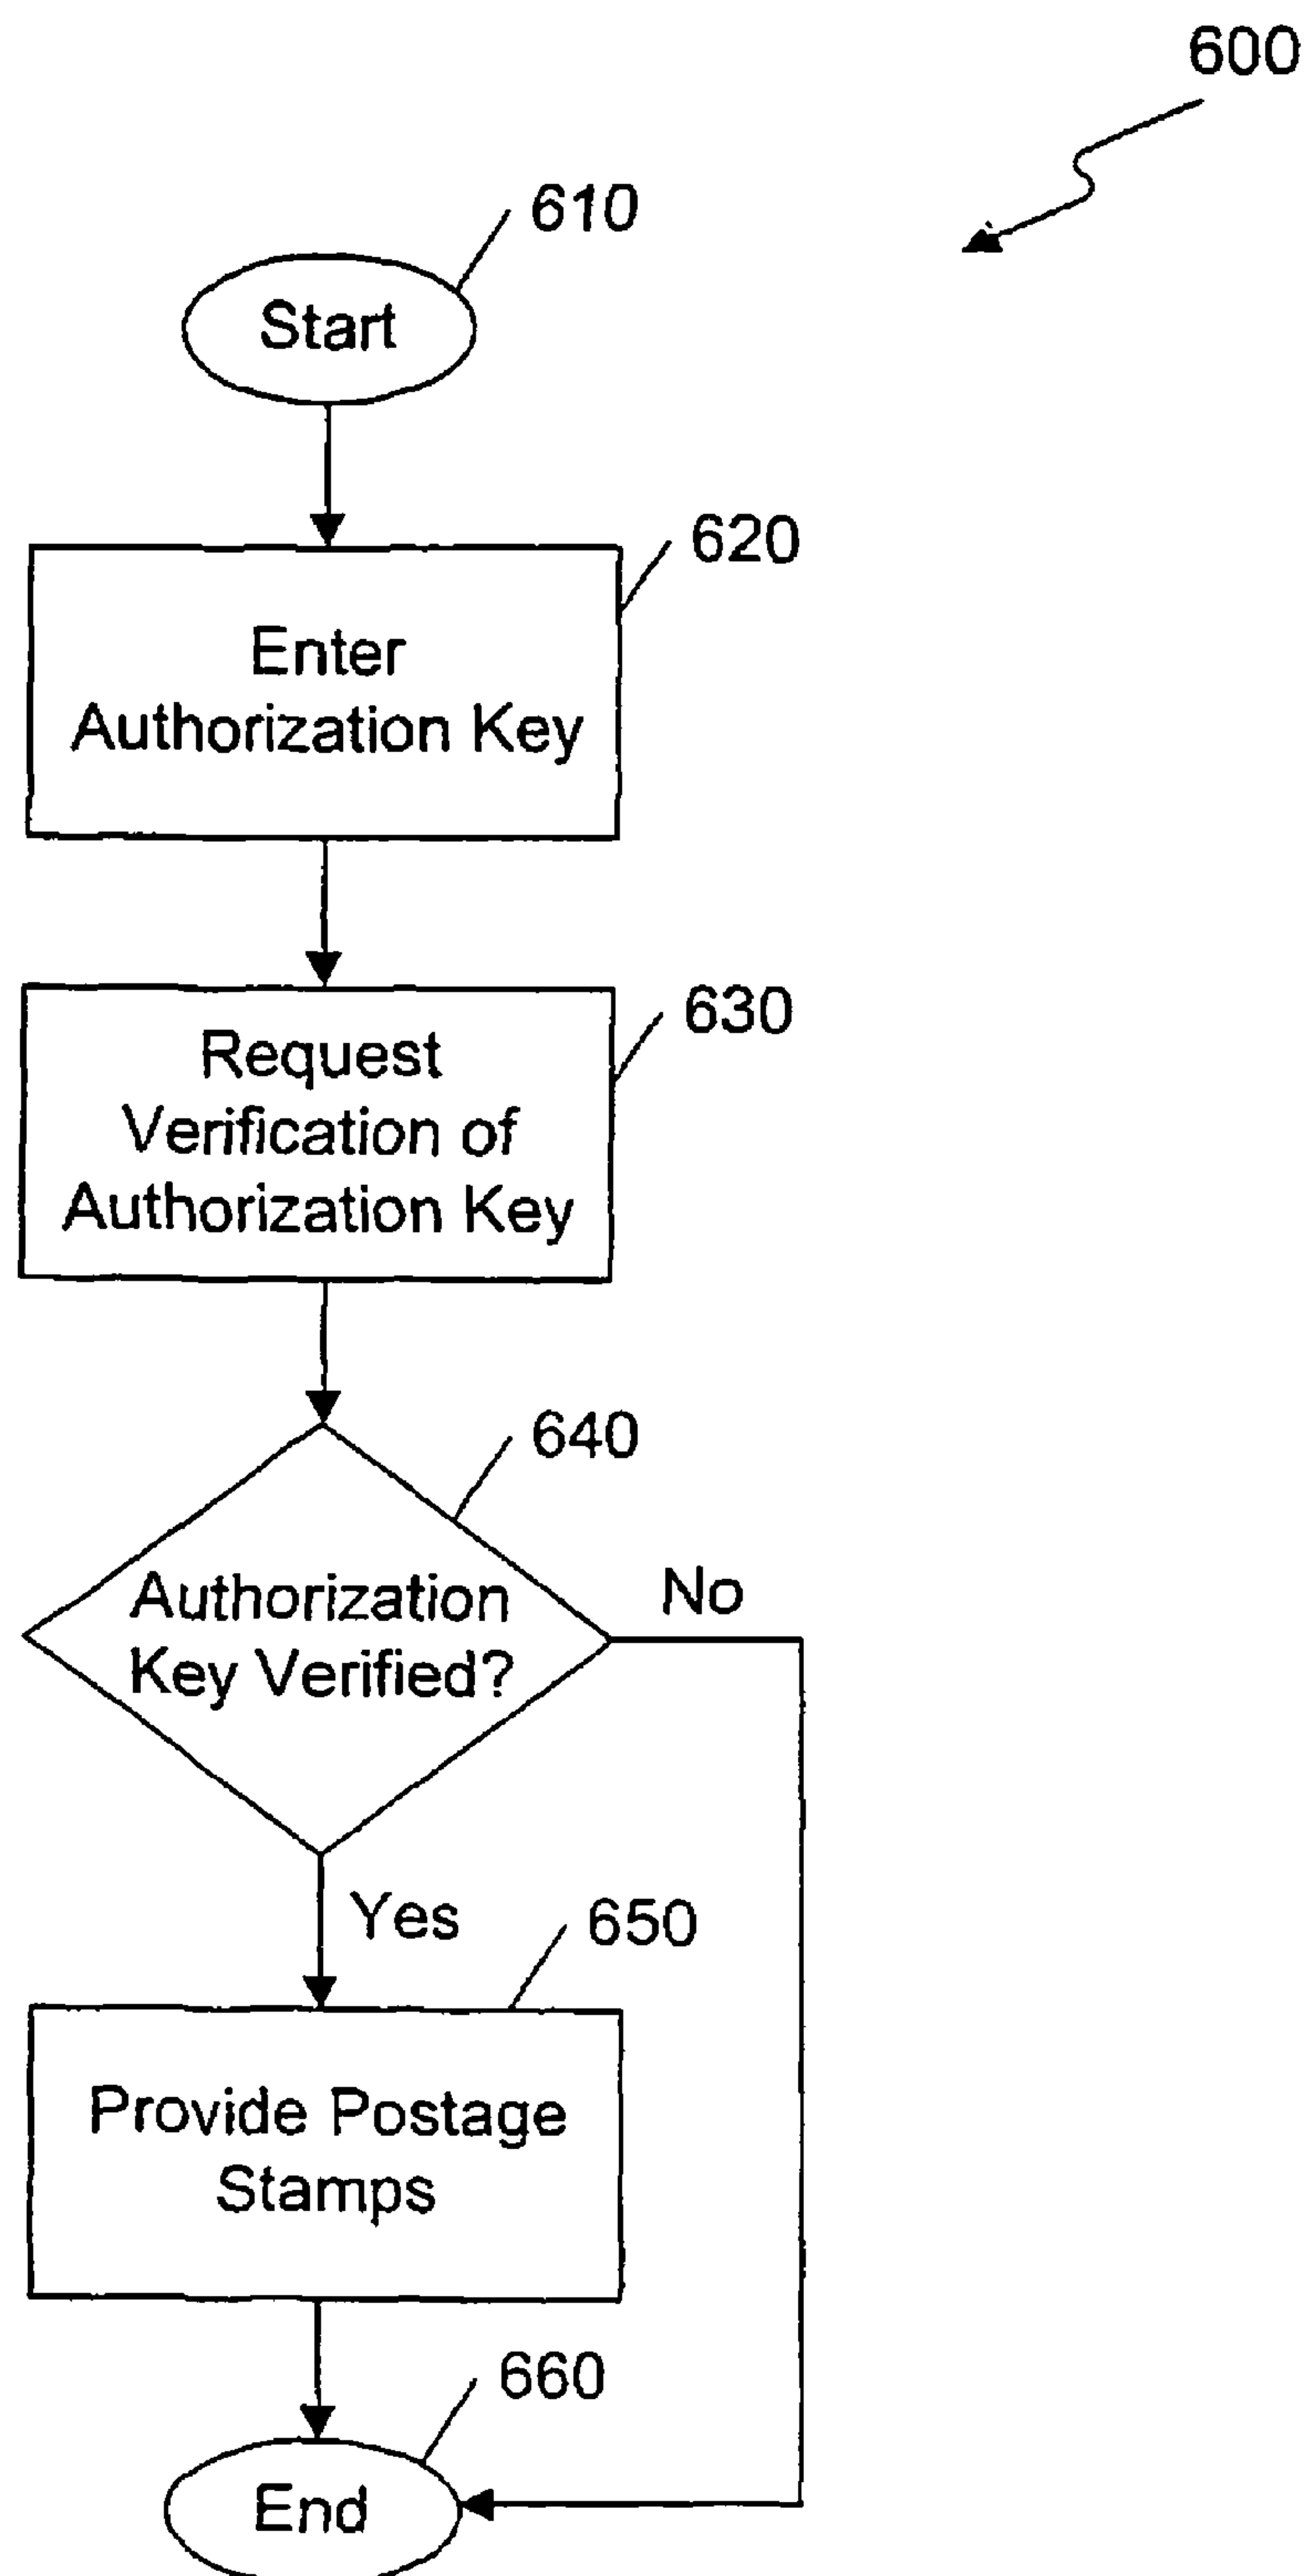 600
610
Start
620
Enter
Authorization Key
630
Request
Verification of
Authorization Key
640
Authorization
Key Verified?
No
Yes
650
Provide Postage
Stamps
660
End